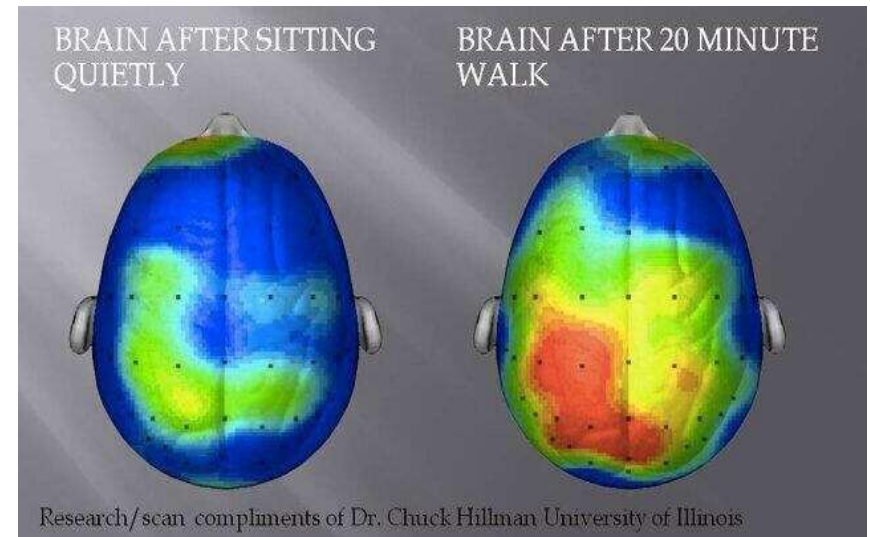 BRAIN AFTER SITTING
QUIETLY
BRAIN AFTER 20 MINUTE
WALK
Research/scan compliments of Dr. Chuck Hillman University of Illinois